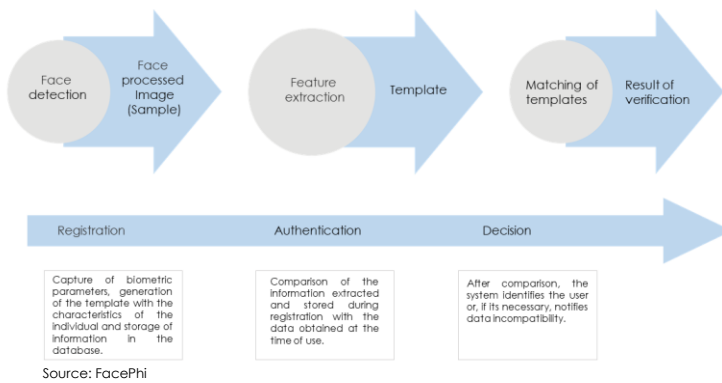 Face
detection
Face
processed
Image
(Sample)
Feature
extraction
Template
Matching of
templates
Result of
verification
Registration
Authentication
Decision
Capture of biometric
parameters, generation
of the template with the
characteristics of the
individual and storage of
information in the
database.
Comparison of the
information extracted
and stored during
registration with the
data obtained at the
time of use.
After comparison, the
system identifies the user
or, if its necessary, notifies
data incompatibility.
Source: FacePhi